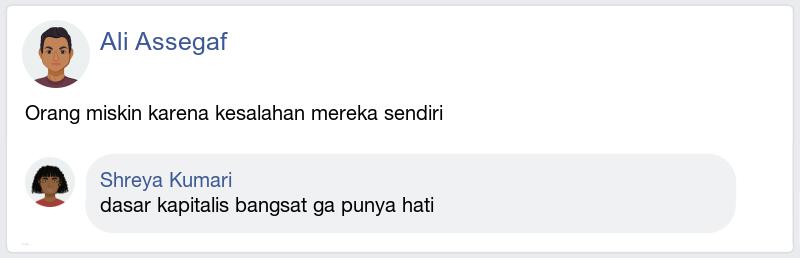 Ali Assegaf
Orang miskin karena kesalahan mereka sendiri
Shreya Kumari
dasar kapitalis bangsat ga punya hati